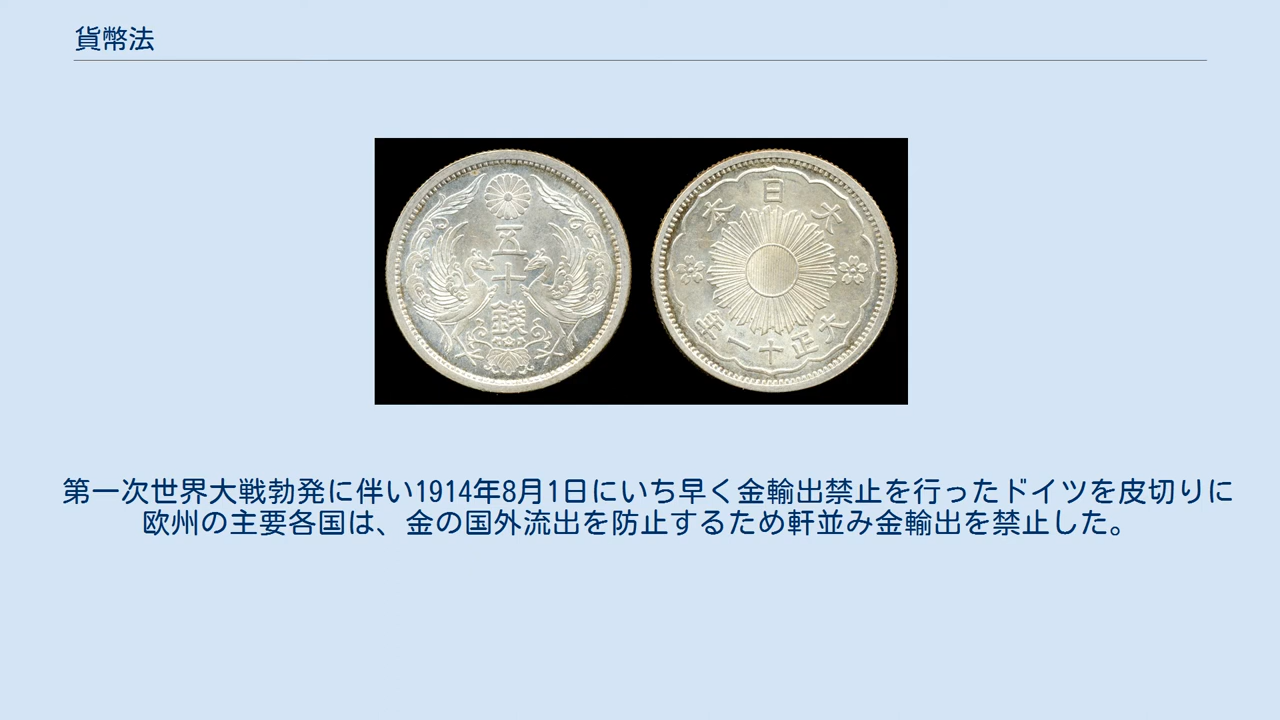 貨幣法
五十銭
大日本
大正十一年
第一次世界大戦勃発に伴い1914年8月1日にいち早く金輸出禁止を行ったドイツを皮切りに
欧州の主要各国は、金の国外流出を防止するため軒並み金輸出を禁止した。